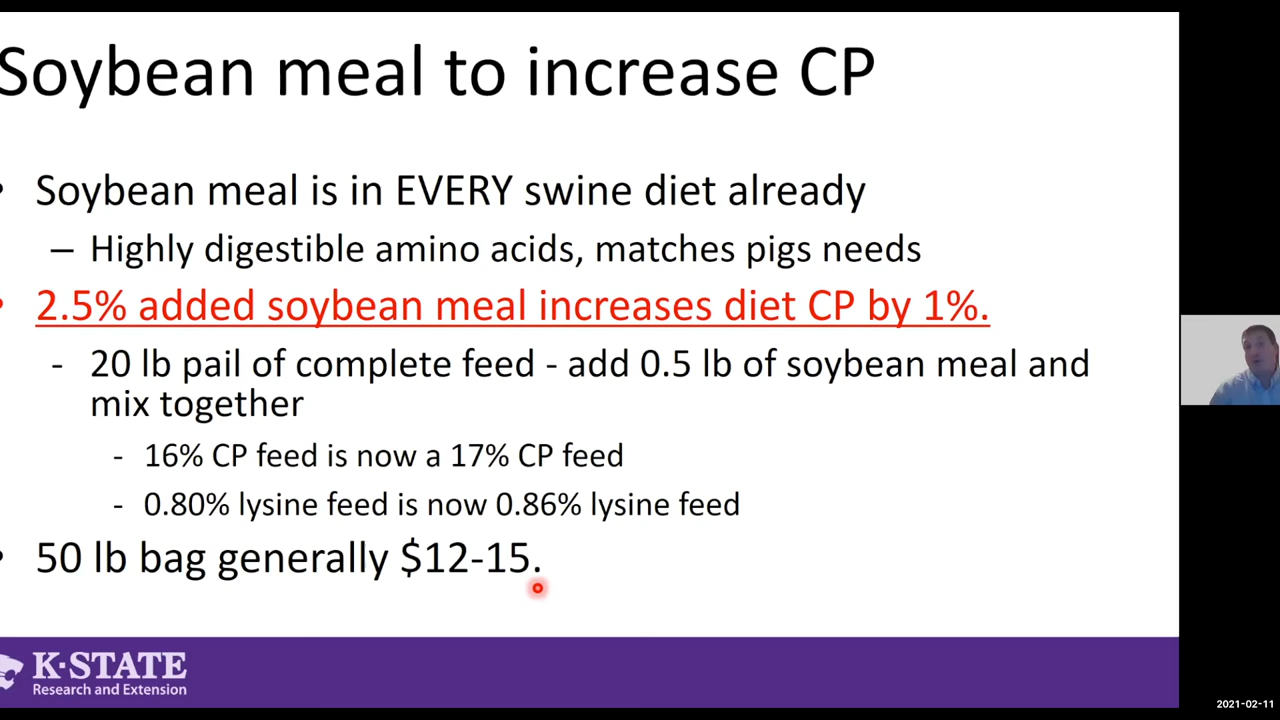 Soybean meal to increase CP
• Soybean meal is in EVERY swine diet already
– Highly digestible amino acids, matches pigs needs
• 2.5% added soybean meal increases diet CP by 1%.
- 20 lb pail of complete feed - add 0.5 lb of soybean meal and
mix together
- 16% CP feed is now a 17% CP feed
- 0.80% lysine feed is now 0.86% lysine feed
• 50 lb bag generally $12-15.
K-STATE
Research and Extension
2021-02-11